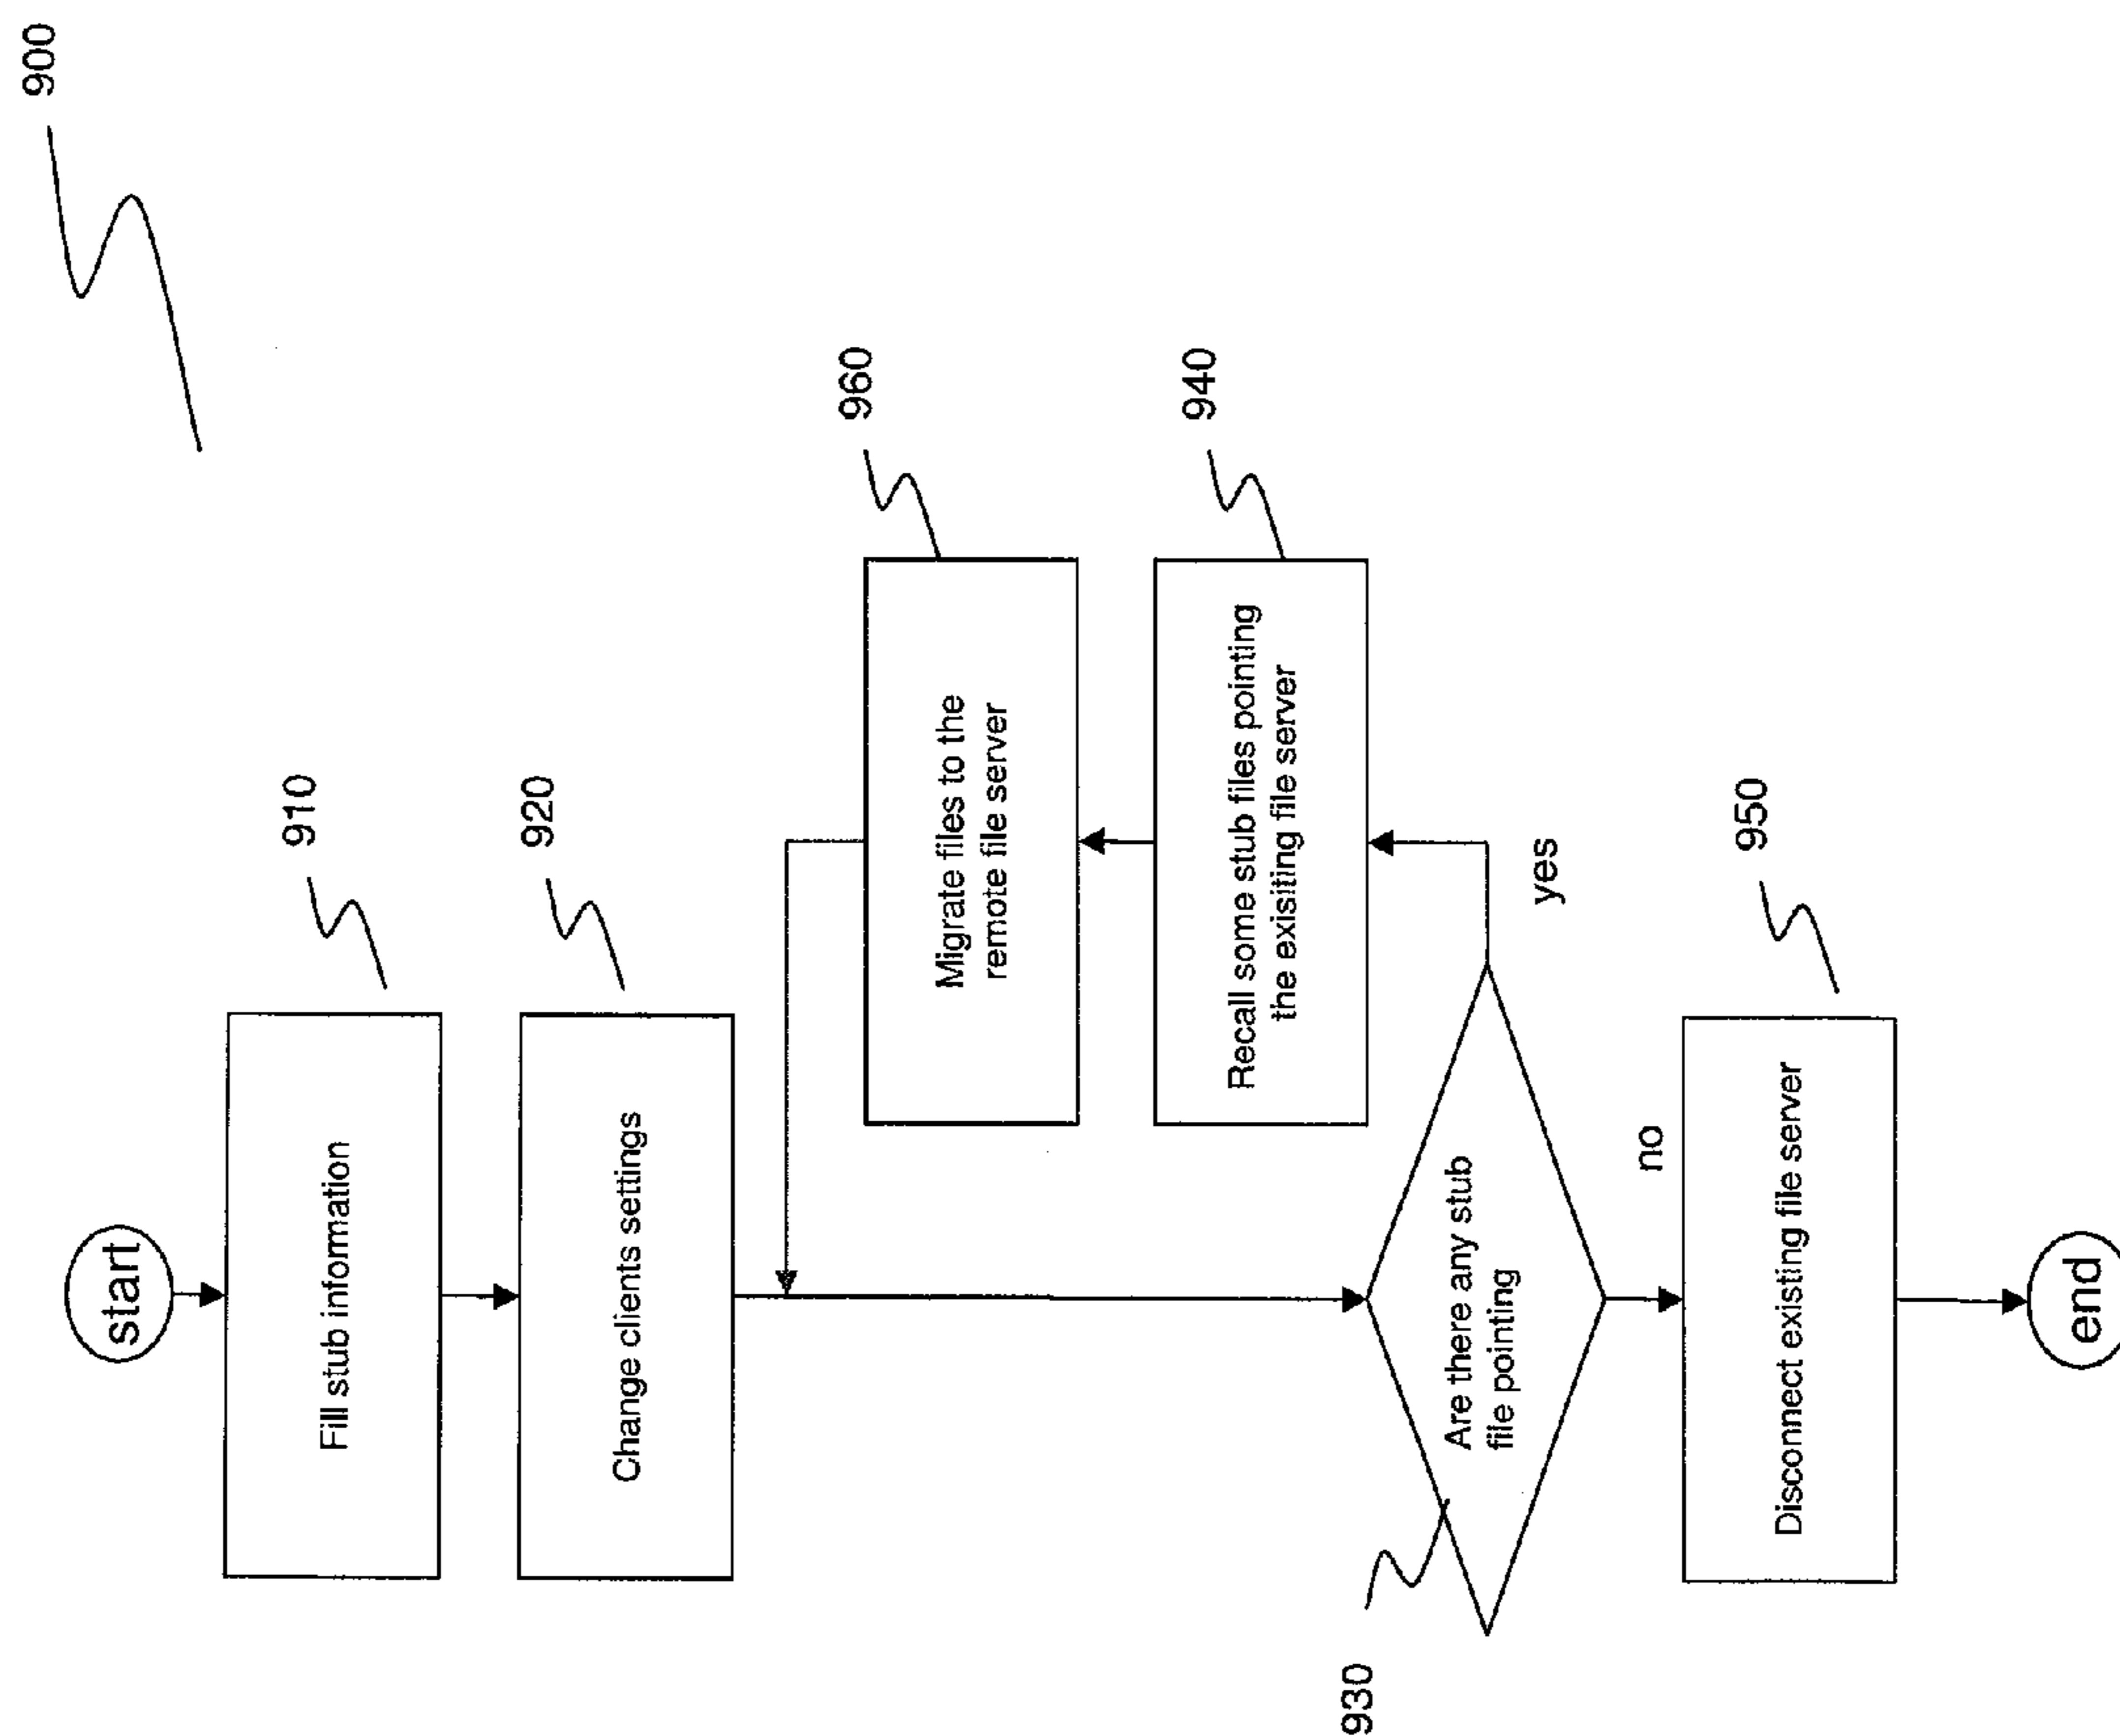 900
start
910
Fill stub information
920
Change clients settings
960
Migrate files to the
remote file server
940
Recall some stub files pointing
the exisiting file server
930
Are there any stub
file pointing
yes
no
950
Disconnect existing file server
end